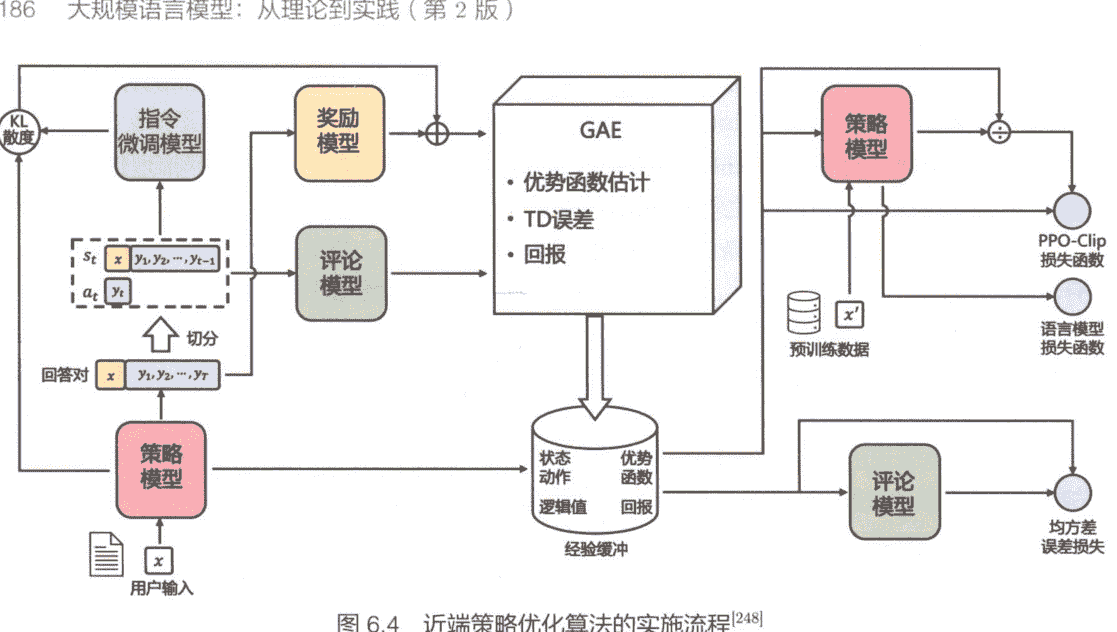 186 大规模语言模型：从理论到实践（第 2 版）
KL
散度
指令
微调模型
奖励
模型
GAE
• 优势函数估计
• TD误差
• 回报
策略
模型
PPO-Clip
损失函数
s_t x y_1, y_2, ⋯, y_{t-1}
a_t y_t
评论
模型
切分
x'
预训练数据
语言模型
损失函数
回答对 x y_1, y_2, ⋯, y_T
策略
模型
状态 优势
动作 函数
逻辑值 回报
经验缓冲
评论
模型
均方差
误差损失
x
用户输入
图 6.4 近端策略优化算法的实施流程[248]